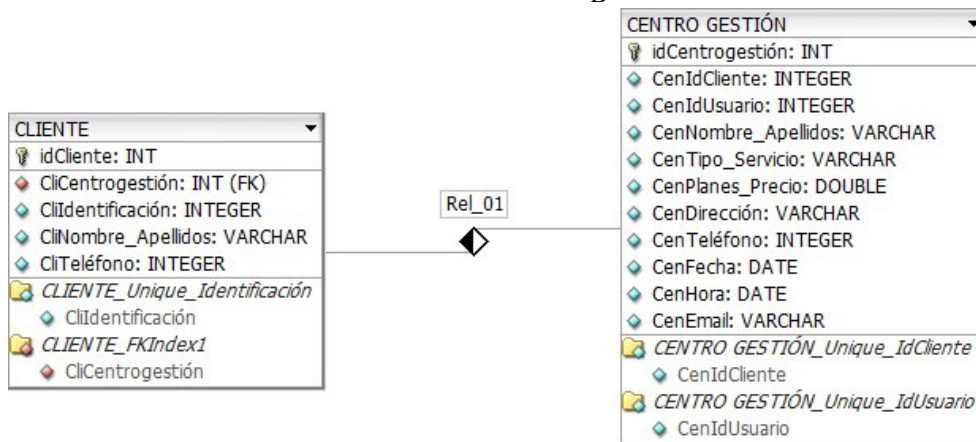 B
CLIENTE
idCliente: INT
CliCentrogestión: INT (FK)
CliIdentificación: INTEGER
CliNombre_Apellidos: VARCHAR
CliTeléfono: INTEGER
CLIENTE_Unique_Identificación
CliIdentificación
CLIENTE_FKIndex1
CliCentrogestión
Rel_01
CENTRO GESTIÓN
idCentrogestión: INT
CenIdCliente: INTEGER
CenIdUsuario: INTEGER
CenNombre_Apellidos: VARCHAR
CenTipo_Servicio: VARCHAR
CenPlanes_Precio: DOUBLE
CenDirección: VARCHAR
CenTeléfono: INTEGER
CenFecha: DATE
CenHora: DATE
CenEmail: VARCHAR
CENTRO GESTIÓN_Unique_IdCliente
CenIdCliente
CENTRO GESTIÓN_Unique_IdUsuario
CenIdUsuario